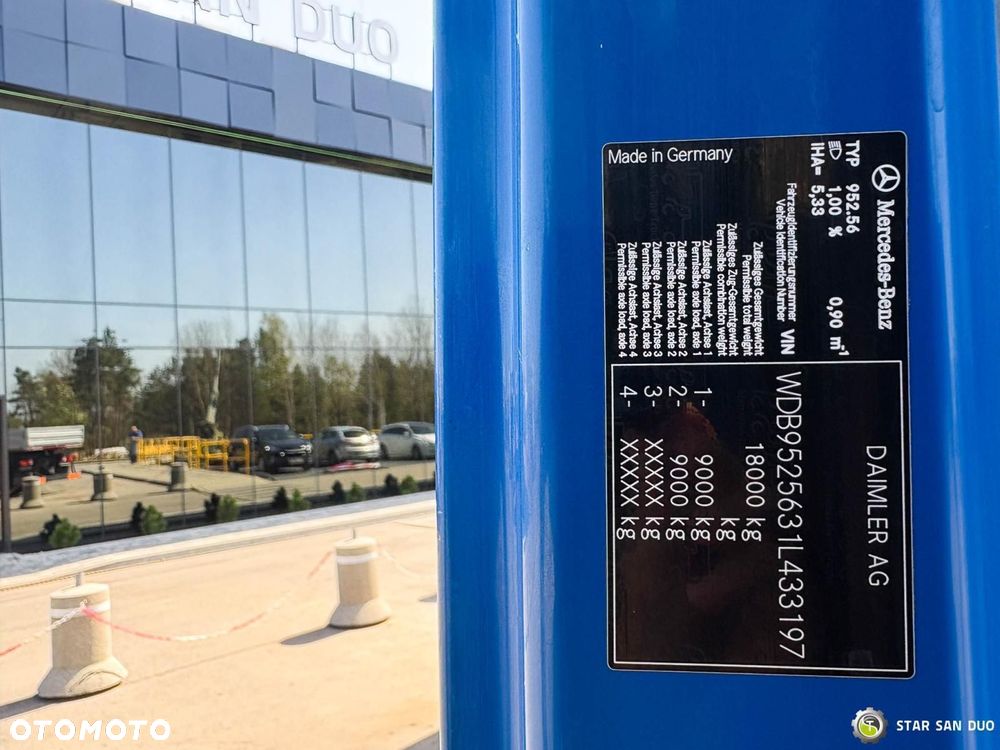 DUO
Mercedes-Benz
DAIMLER AG
TYP 952.56
1,00 % 0,90 m⁻¹
IHA= 5,33
Fahrzeugidentifizierungsnummer
Vehicle Identification Number VIN WDB9525631L433197
Zulässiges Gesamtgewicht
Permissible total weight 18000 kg
Zulässiges Zug-Gesamtgewicht
Permissible combination weight kg
Zulässige Achslast, Achse 1
Permissible axle load, axle 1 1- 9000 kg
Zulässige Achslast, Achse 2
Permissible axle load, axle 2 2- 9000 kg
Zulässige Achslast, Achse 3
Permissible axle load, axle 3 3- XXXXX kg
Zulässige Achslast, Achse 4
Permissible axle load, axle 4 4- XXXXX kg
Made in Germany
OTOMOTO
STAR SAN DUO